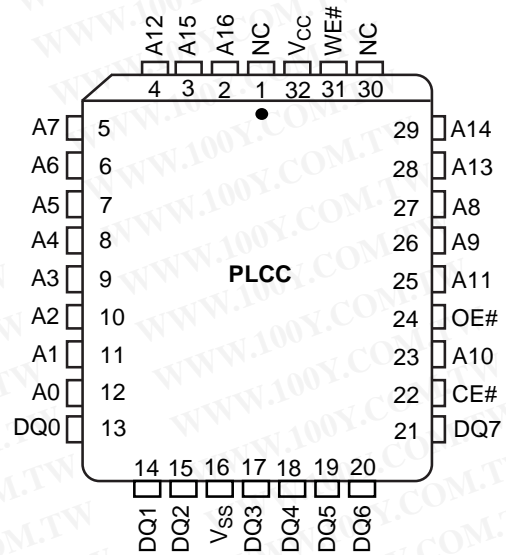 A12 A15 A16 NC VCC WE# NC
4 3 2 1 32 31 30
A7 5 29 A14
A6 6 28 A13
A5 7 27 A8
A4 8 26 A9
A3 9 PLCC 25 A11
A2 10 24 OE#
A1 11 23 A10
A0 12 22 CE#
DQ0 13 21 DQ7
14 15 16 17 18 19 20
DQ1 DQ2 VSS DQ3 DQ4 DQ5 DQ6
WWW.100Y.COM.TW